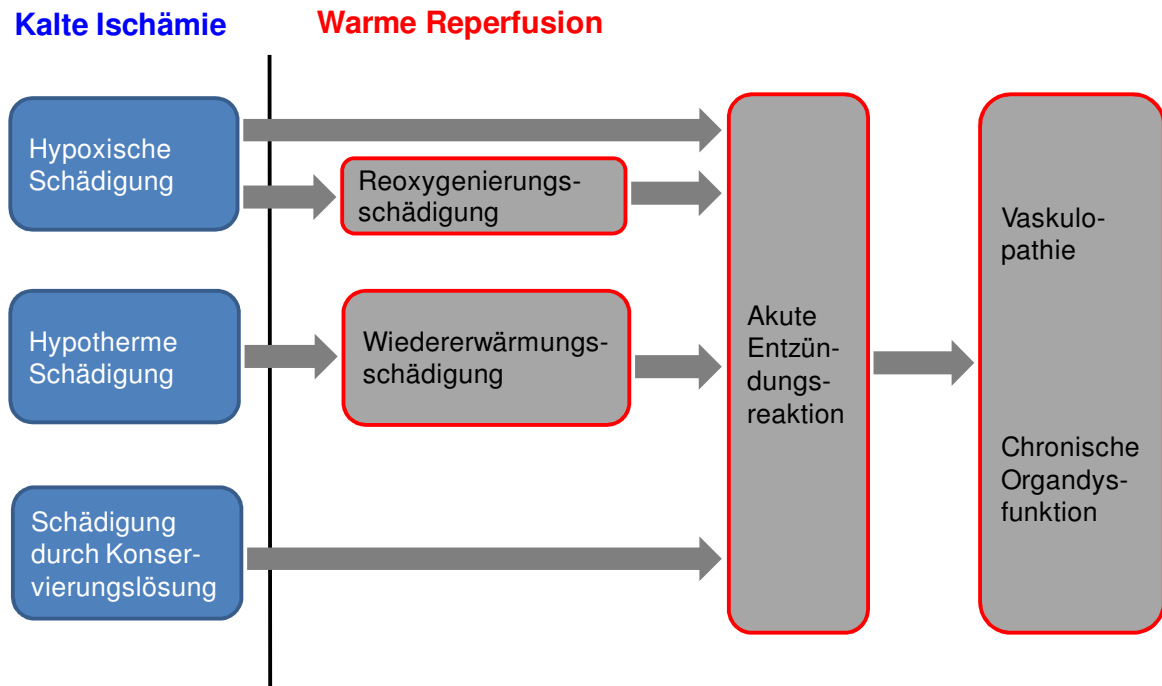 Kalte Ischämie
Warme Reperfusion
Hypoxische
Schädigung
Reoxygenierungs-
schädigung
Hypotherme
Schädigung
Wiedererwärmungs-
schädigung
Schädigung
durch Konser-
vierungslösung
Akute
Entzün-
dungs-
reaktion
Vaskulo-
pathie
Chronische
Organdys-
funktion